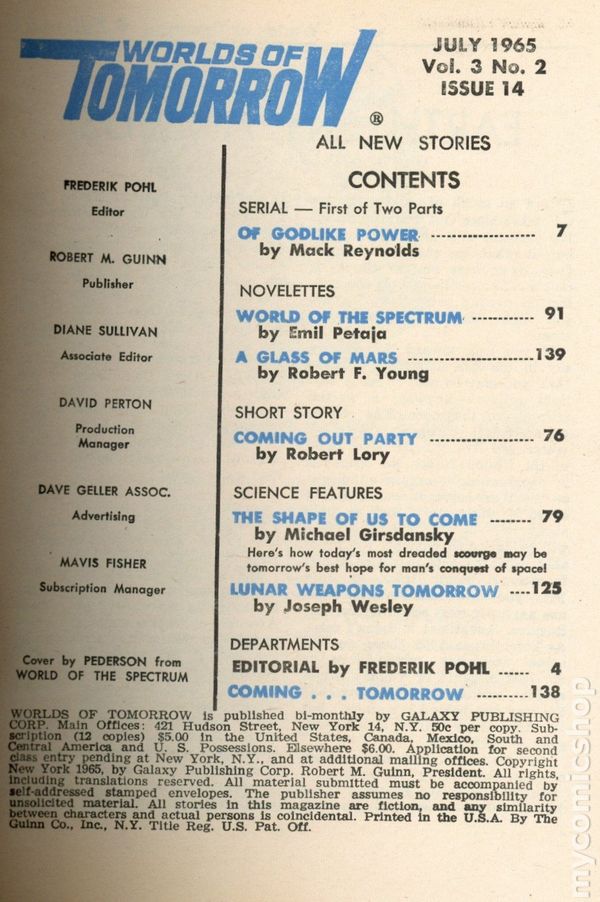 WORLDS OF
TOMORROW
®
JULY 1965
Vol. 3 No. 2
ISSUE 14
ALL NEW STORIES
FREDERIK POHL
Editor
ROBERT M. GUINN
Publisher
DIANE SULLIVAN
Associate Editor
DAVID PERTON
Production
Manager
DAVE GELLER ASSOC.
Advertising
MAVIS FISHER
Subscription Manager
Cover by PEDERSON from
WORLD OF THE SPECTRUM
CONTENTS
SERIAL — First of Two Parts
OF GODLIKE POWER ------------------- 7
by Mack Reynolds
NOVELETTES
WORLD OF THE SPECTRUM ------------ 91
by Emil Petaja
A GLASS OF MARS ----------------------139
by Robert F. Young
SHORT STORY
COMING OUT PARTY ------------------- 76
by Robert Lory
SCIENCE FEATURES
THE SHAPE OF US TO COME -------- 79
by Michael Girsdansky
Here's how today's most dreaded scourge may be
tomorrow's best hope for man's conquest of space!
LUNAR WEAPONS TOMORROW ----125
by Joseph Wesley
DEPARTMENTS
EDITORIAL by FREDERIK POHL ------ 4
COMING . . . TOMORROW ------------138
WORLDS OF TOMORROW is published bi-monthly by GALAXY PUBLISHING
CORP. Main Offices: 421 Hudson Street, New York 14, N.Y. 50c per copy. Sub-
scription (12 copies) $5.00 in the United States, Canada, Mexico, South and
Central America and U. S. Possessions. Elsewhere $6.00. Application for second
class entry pending at New York, N.Y., and at additional mailing offices. Copyright
New York 1965, by Galaxy Publishing Corp. Robert M. Guinn, President. All rights,
including translations reserved. All material submitted must be accompanied by
self-addressed stamped envelopes. The publisher assumes no responsibility for
unsolicited material. All stories in this magazine are fiction, and any similarity
between characters and actual persons is coincidental. Printed in the U.S.A. By The
Guinn Co., Inc., N.Y. Title Reg. U.S. Pat. Off.
mycomicshop